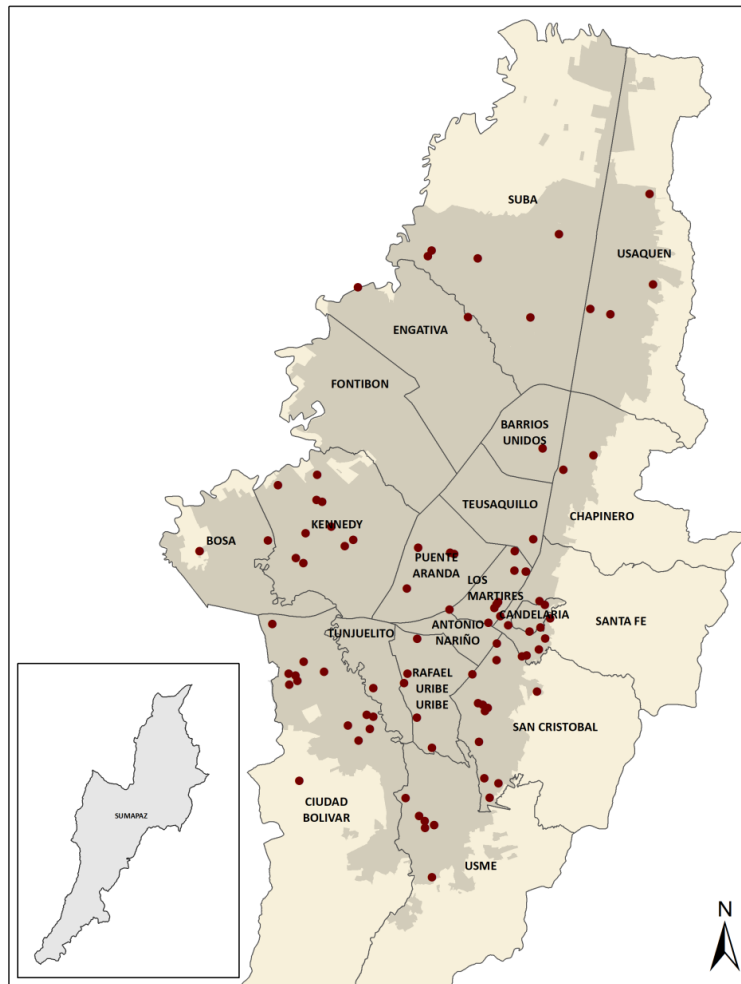 SUBA
USAQUEN
ENGATIVA
FONTIBON
BARRIOS
UNIDOS
TEUSAQUILLO
CHAPINERO
KENNEDY
BOSA
PUENTE
ARANDA
LOS
MARTIRES
CANDELARIA
SANTA FE
ANTONIO
NARIÑO
TUNJUELITO
RAFAEL
URIBE
URIBE
SAN CRISTOBAL
CIUDAD
BOLIVAR
USME
SUMAPAZ
N